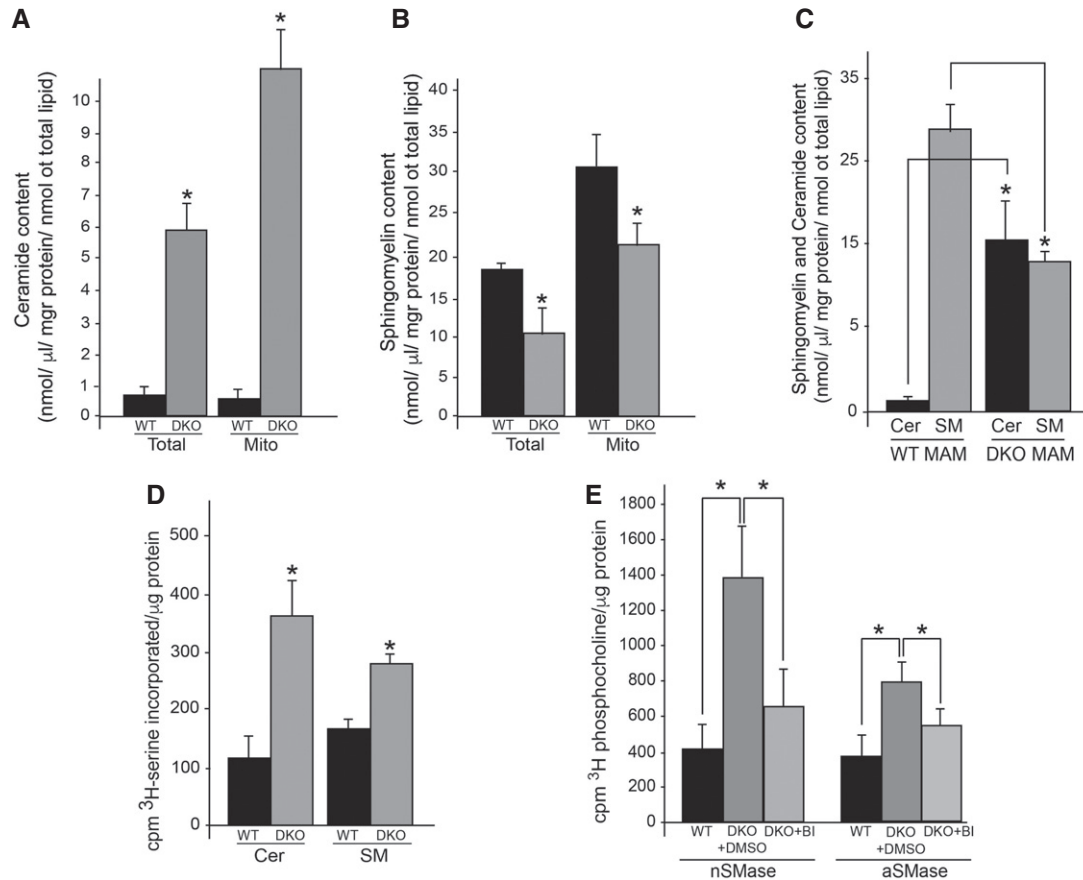 A
Ceramide content
(nmol/ µl/ mgr protein/ nmol ot total lipid)
*
*
10
9
8
7
6
5
4
3
2
1
0
WT DKO WT DKO
Total Mito
B
Sphingomyelin content
(nmol/ µl/ mgr protein/ nmol ot total lipid)
40
35
30
25
20
15
10
5
0
*
*
WT DKO WT DKO
Total Mito
C
Sphingomyelin and Ceramide content
(nmol/ µl/ mgr protein/ nmol ot total lipid)
35
25
15
5
0
*
*
Cer SM Cer SM
WT MAM DKO MAM
D
cpm ³H-serine incorporated/µg protein
500
400
300
200
100
0
*
*
WT DKO WT DKO
Cer SM
E
cpm ³H phosphocholine/µg protein
1800
1600
1400
1200
1000
800
600
400
200
0
* *
* *
WT DKO DKO+BI WT DKO DKO+BI
+DMSO +DMSO
nSMase aSMase